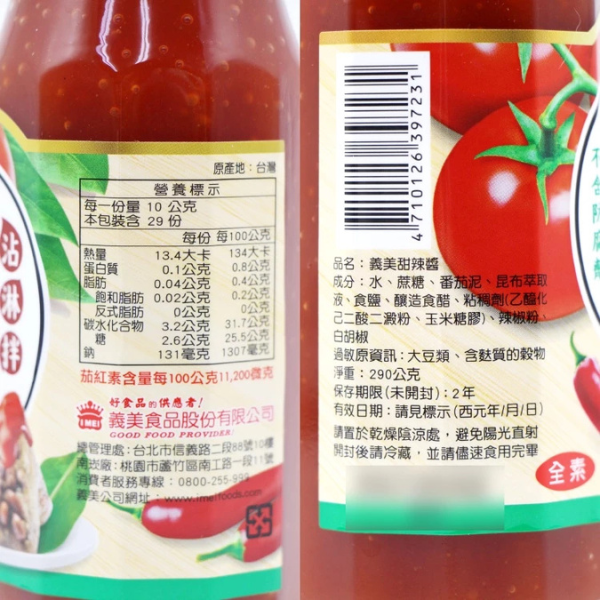 沾淋拌
原產地：台灣
營養標示
每一份量 10 公克
本包裝含 29 份
每份 每100公克
熱量 13.4大卡 134大卡
蛋白質 0.1公克 0.8公克
脂肪 0.04公克 0.4公克
飽和脂肪 0.02公克 0.2公克
反式脂肪 0公克 0公克
碳水化合物 3.2公克 31.7公克
糖 2.6公克 25.5公克
鈉 131毫克 1307毫克
茄紅素含量每100公克11,200微克
好食品的供應者！
I MEI 義美食品股份有限公司
GOOD FOOD PROVIDER!
總管理處：台北市信義路二段88號10樓
南崁廠：桃園市蘆竹區南工路一段11號
消費者服務專線：0800-255-999
義美公司網址：www.imeifoods.com
4 710126 397231
不含防腐劑
品名：義美甜辣醬
成分：水、蔗糖、番茄泥、昆布萃取
液、食鹽、釀造食醋、粘稠劑(乙醯化
己二酸二澱粉、玉米糖膠)、辣椒粉、
白胡椒
過敏原資訊：大豆類、含麩質的穀物
淨重：290公克
保存期限(未開封)：2年
有效日期：請見標示(西元年/月/日)
請置於乾燥陰涼處，避免陽光直射
開封後請冷藏，並請儘速食用完畢
全素